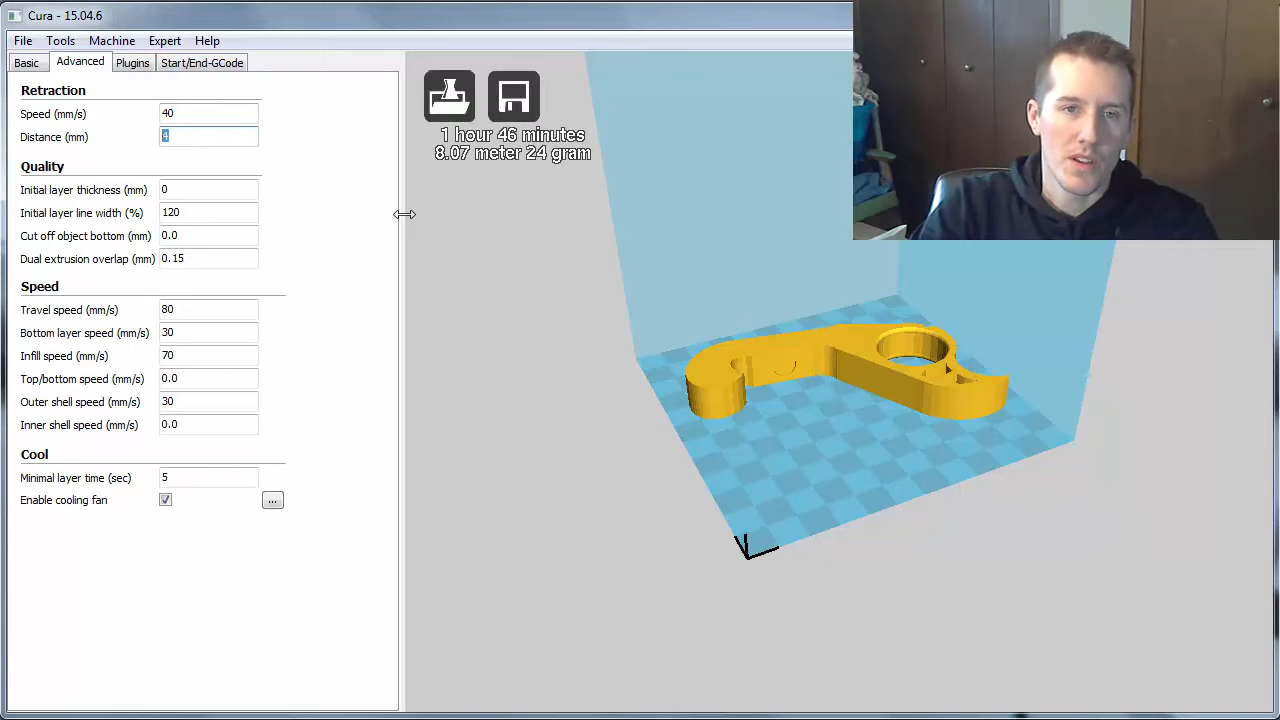 Cura - 15.04.6
File Tools Machine Expert Help
Basic Advanced Plugins Start/End-GCode
Retraction
Speed (mm/s) 40
Distance (mm) 4
Quality
Initial layer thickness (mm) 0
Initial layer line width (%) 120
Cut off object bottom (mm) 0.0
Dual extrusion overlap (mm) 0.15
Speed
Travel speed (mm/s) 80
Bottom layer speed (mm/s) 30
Infill speed (mm/s) 70
Top/bottom speed (mm/s) 0.0
Outer shell speed (mm/s) 30
Inner shell speed (mm/s) 0.0
Cool
Minimal layer time (sec) 5
Enable cooling fan ...
1 hour 46 minutes
8.07 meter 24 gram